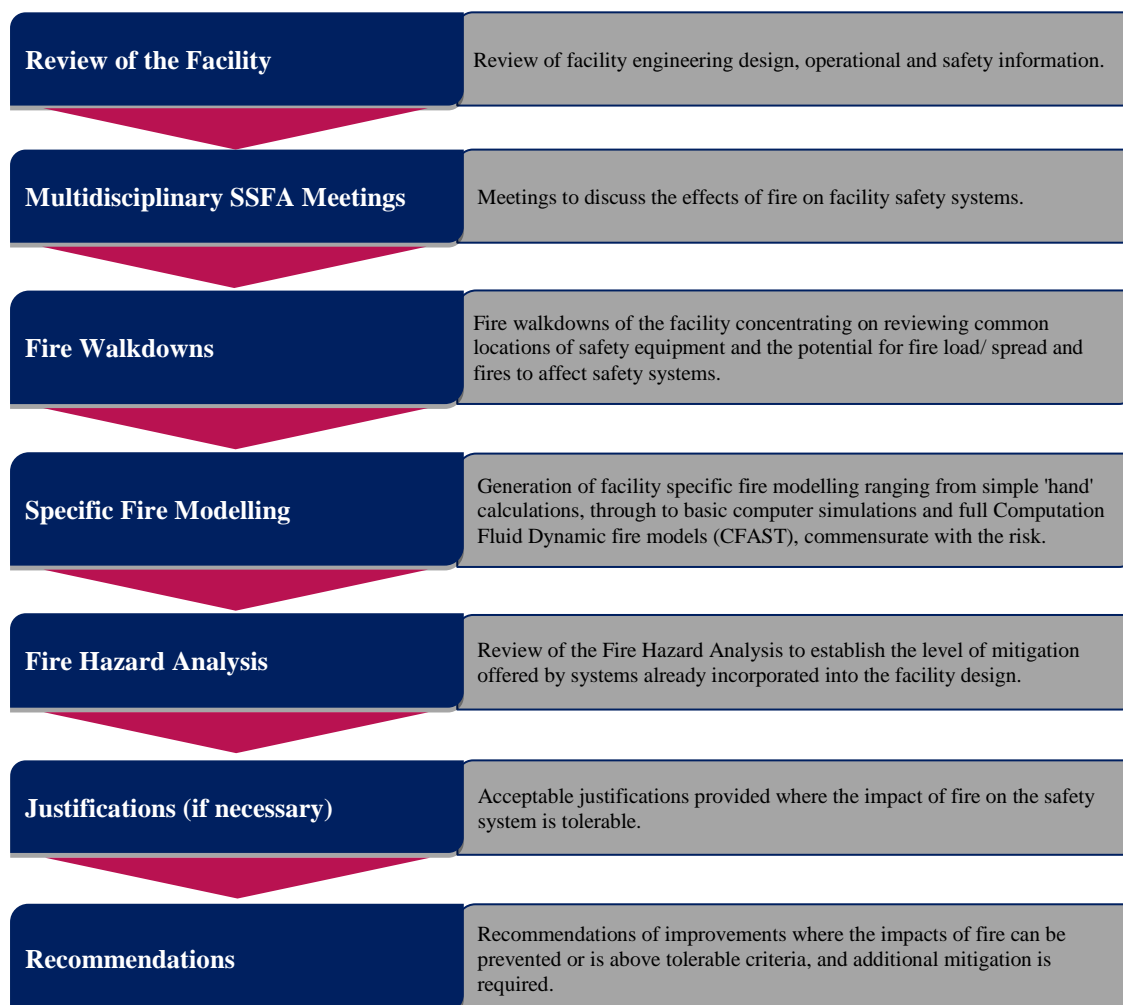 Review of the Facility
Review of facility engineering design, operational and safety information.
Multidisciplinary SSFA Meetings
Meetings to discuss the effects of fire on facility safety systems.
Fire Walkdowns
Fire walkdowns of the facility concentrating on reviewing common
locations of safety equipment and the potential for fire load/ spread and
fires to affect safety systems.
Specific Fire Modelling
Generation of facility specific fire modelling ranging from simple 'hand'
calculations, through to basic computer simulations and full Computation
Fluid Dynamic fire models (CFAST), commensurate with the risk.
Fire Hazard Analysis
Review of the Fire Hazard Analysis to establish the level of mitigation
offered by systems already incorporated into the facility design.
Justifications (if necessary)
Acceptable justifications provided where the impact of fire on the safety
system is tolerable.
Recommendations
Recommendations of improvements where the impacts of fire can be
prevented or is above tolerable criteria, and additional mitigation is
required.